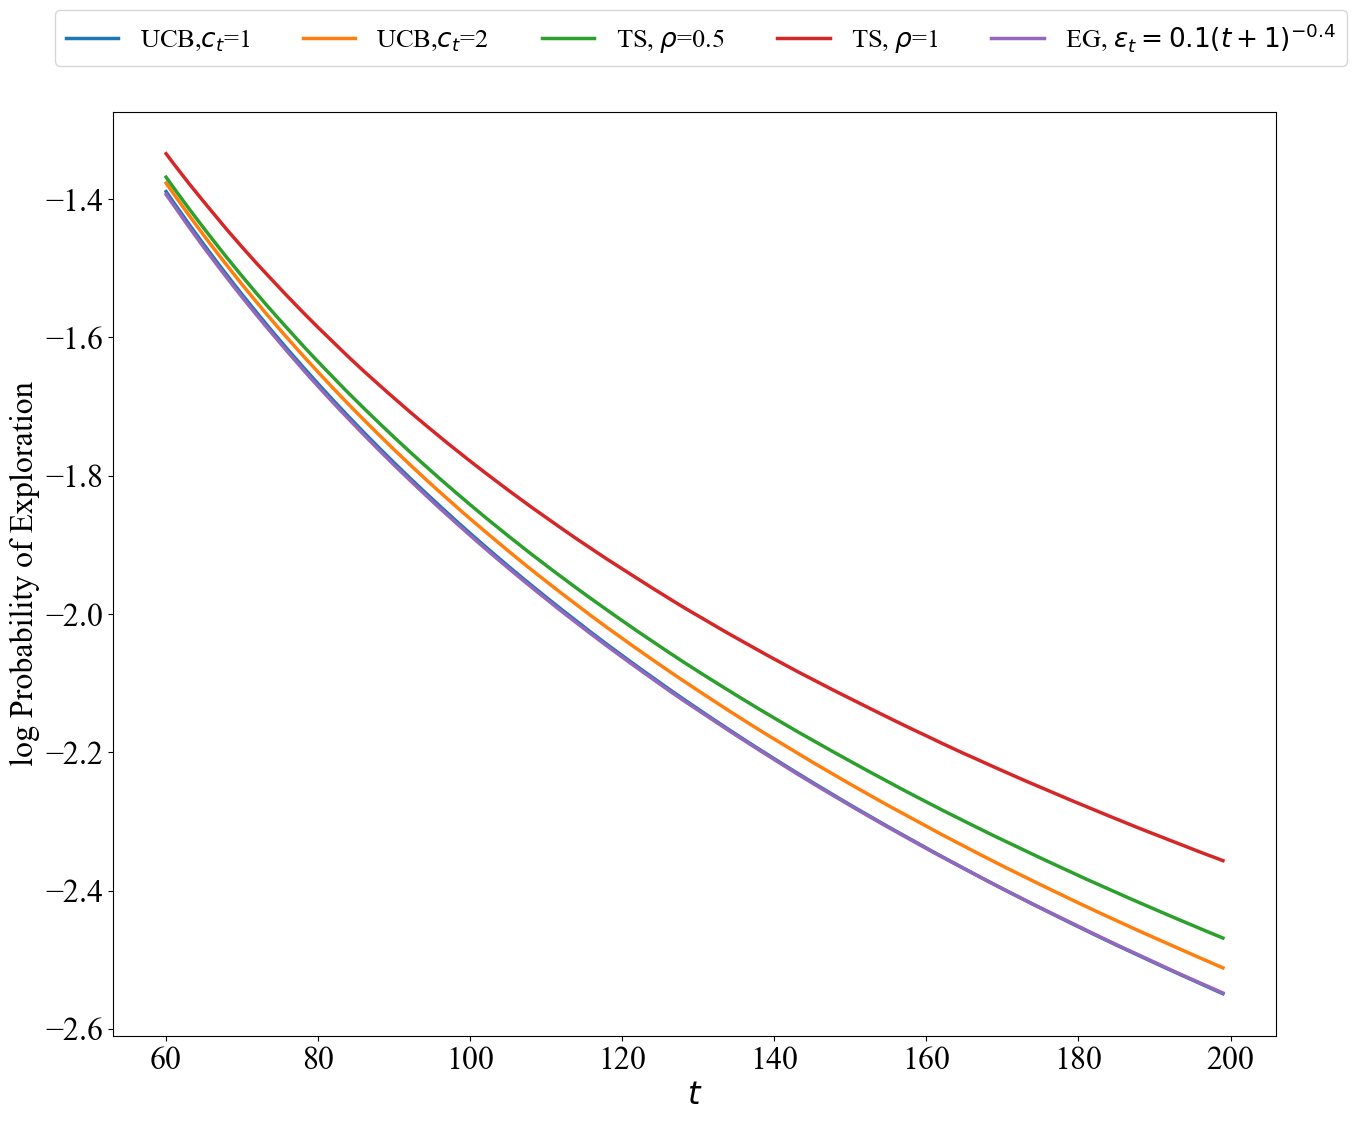 UCB,c_t=1 UCB,c_t=2 TS, ρ=0.5 TS, ρ=1 EG, ε_t = 0.1(t + 1)^{−0.4}
log Probability of Exploration
−1.4
−1.6
−1.8
−2.0
−2.2
−2.4
−2.6
60 80 100 120 140 160 180 200
t